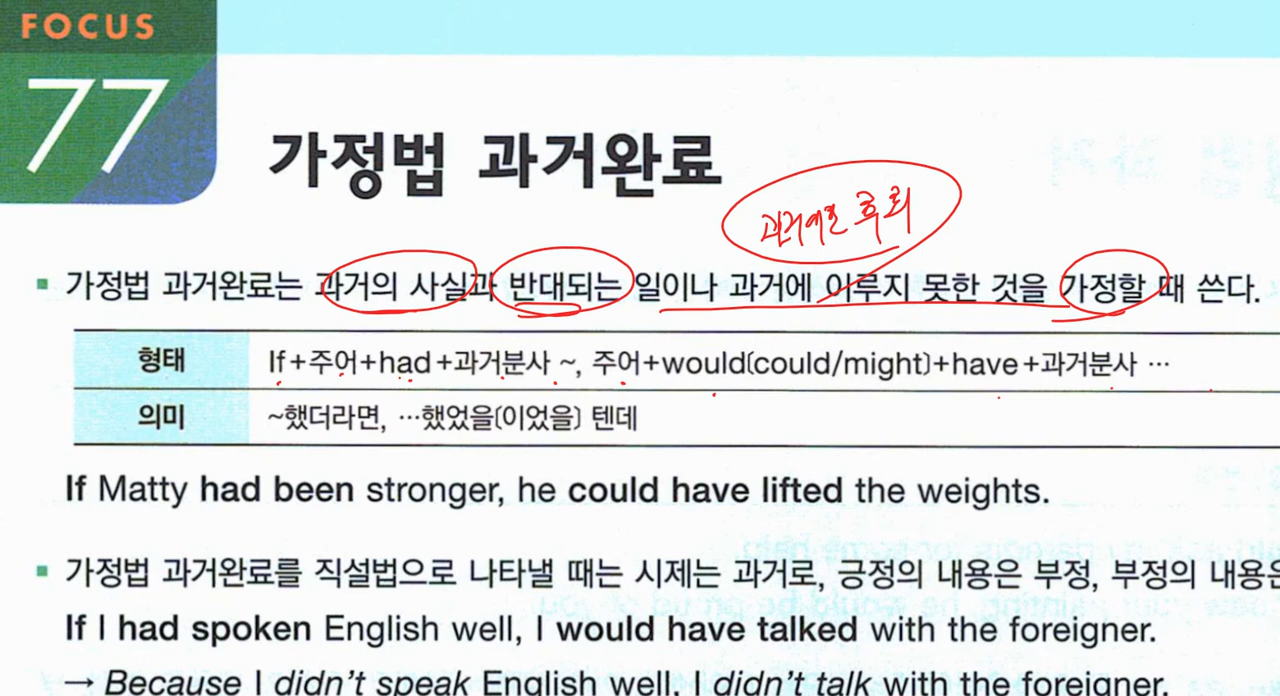 FOCUS
77
가정법 과거완료
과거에 후회
가정법 과거완료는 과거의 사실과 반대되는 일이나 과거에 이루지 못한 것을 가정할 때 쓴다.
형태 If+주어+had+과거분사 ~, 주어+would(could/might)+have+과거분사 …
의미 ~했더라면, …했었을(이었을) 텐데
If Matty had been stronger, he could have lifted the weights.
가정법 과거완료를 직설법으로 나타낼 때는 시제는 과거로, 긍정의 내용은 부정, 부정의 내용은
If I had spoken English well, I would have talked with the foreigner.
→ Because I didn't speak English well, I didn't talk with the foreigner.